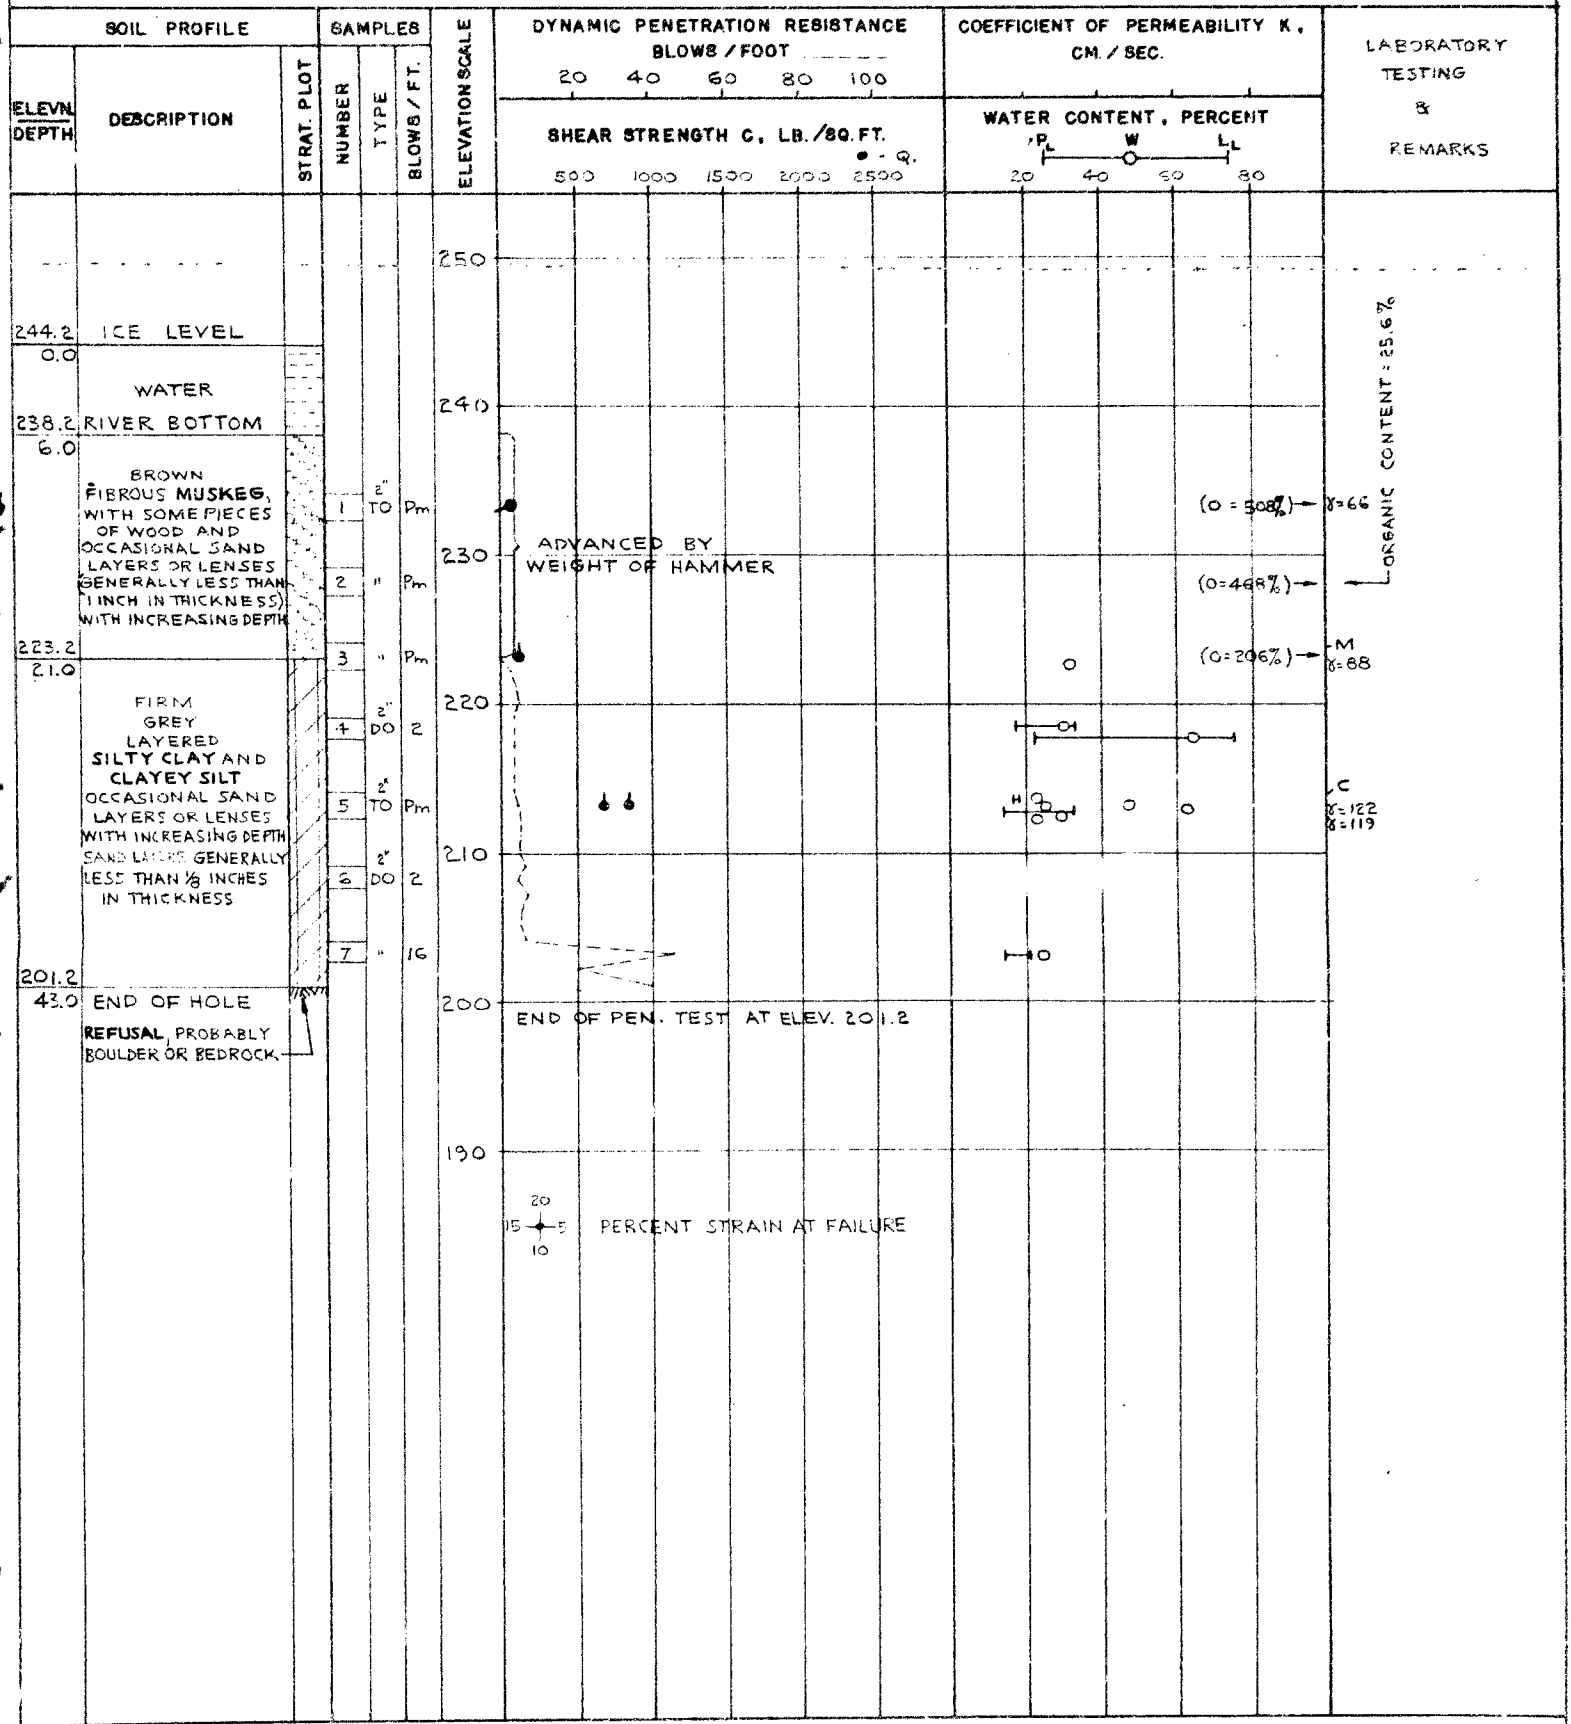 SOIL PROFILE
SAMPLES
ELEVATION SCALE
DYNAMIC PENETRATION RESISTANCE
BLOWS / FOOT
20 40 60 80 100
COEFFICIENT OF PERMEABILITY K,
CM. / SEC.
LABORATORY
TESTING
&
REMARKS
ELEVN.
DEPTH
DESCRIPTION
STRAT. PLOT
NUMBER
TYPE
BLOWS / FT.
SHEAR STRENGTH C, LB./SQ.FT.
● - Q.
500 1000 1500 2000 2500
WATER CONTENT, PERCENT
PL W LL
20 40 60 80
250
244.2 ICE LEVEL
0.0
WATER
240
238.2 RIVER BOTTOM
6.0
BROWN
FIBROUS MUSKEG,
WITH SOME PIECES
OF WOOD AND
OCCASIONAL SAND
LAYERS OR LENSES
(GENERALLY LESS THAN
1 INCH IN THICKNESS)
WITH INCREASING DEPTH
1 2" TO Pm
(O = 508%) γ=66
230
ADVANCED BY
WEIGHT OF HAMMER
2 " Pm
(O=468%)
ORGANIC CONTENT = 25.6%
223.2
21.0
3 " Pm
(O=206%) M
γ=88
220
FIRM
GREY
LAYERED
SILTY CLAY AND
CLAYEY SILT
OCCASIONAL SAND
LAYERS OR LENSES
WITH INCREASING DEPTH
SAND GENERALLY
LESS THAN 1/8 INCHES
IN THICKNESS
4 2" DO 2
5 2" TO Pm
H
C
γ=122
γ=119
210
6 2" DO 2
7 " 16
201.2
43.0 END OF HOLE
200
END OF PEN. TEST AT ELEV. 201.2
REFUSAL, PROBABLY
BOULDER OR BEDROCK
190
20
15 5 PERCENT STRAIN AT FAILURE
10